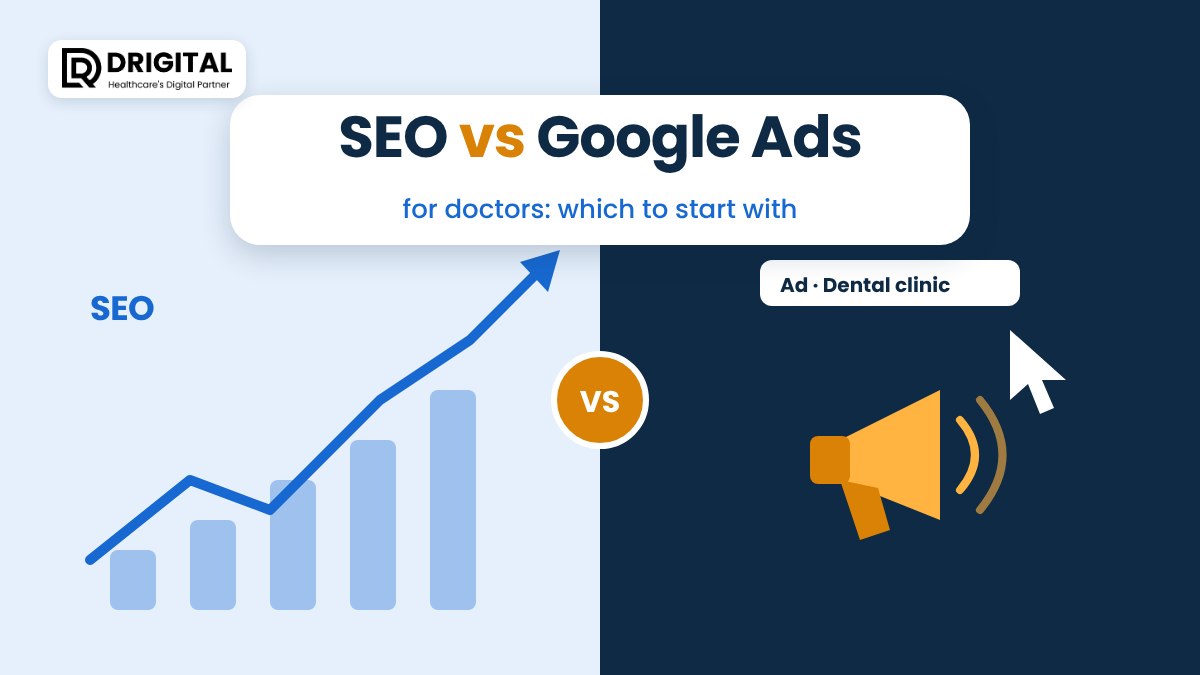 DRIGITAL
Healthcare's Digital Partner
SEO vs Google Ads
for doctors: which to start with
Ad · Dental clinic
SEO
VS